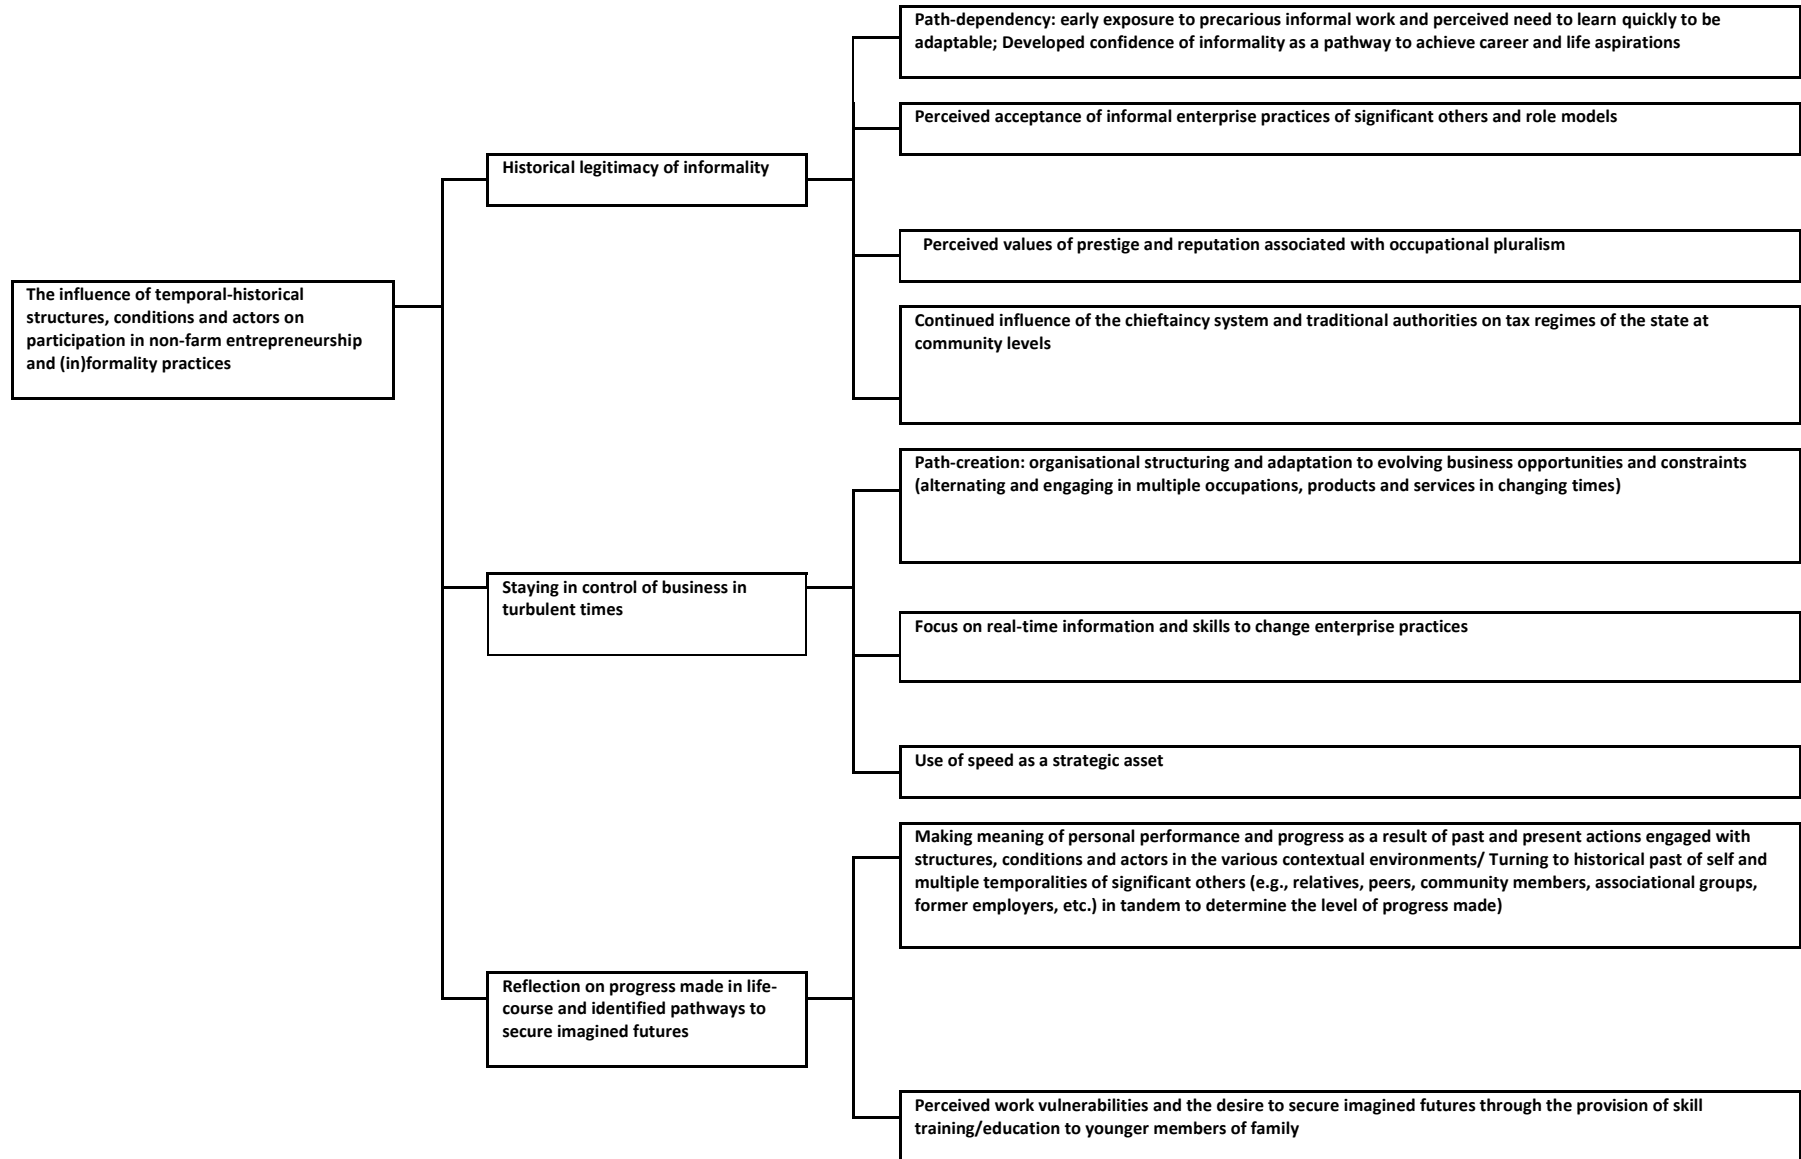 The influence of temporal-historical
structures, conditions and actors on
participation in non-farm entrepreneurship
and (in)formality practices
Historical legitimacy of informality
Path-dependency: early exposure to precarious informal work and perceived need to learn quickly to be
adaptable; Developed confidence of informality as a pathway to achieve career and life aspirations
Perceived acceptance of informal enterprise practices of significant others and role models
Perceived values of prestige and reputation associated with occupational pluralism
Continued influence of the chieftaincy system and traditional authorities on tax regimes of the state at
community levels
Staying in control of business in
turbulent times
Path-creation: organisational structuring and adaptation to evolving business opportunities and constraints
(alternating and engaging in multiple occupations, products and services in changing times)
Focus on real-time information and skills to change enterprise practices
Use of speed as a strategic asset
Reflection on progress made in life-
course and identified pathways to
secure imagined futures
Making meaning of personal performance and progress as a result of past and present actions engaged with
structures, conditions and actors in the various contextual environments/ Turning to historical past of self and
multiple temporalities of significant others (e.g., relatives, peers, community members, associational groups,
former employers, etc.) in tandem to determine the level of progress made)
Perceived work vulnerabilities and the desire to secure imagined futures through the provision of skill
training/education to younger members of family